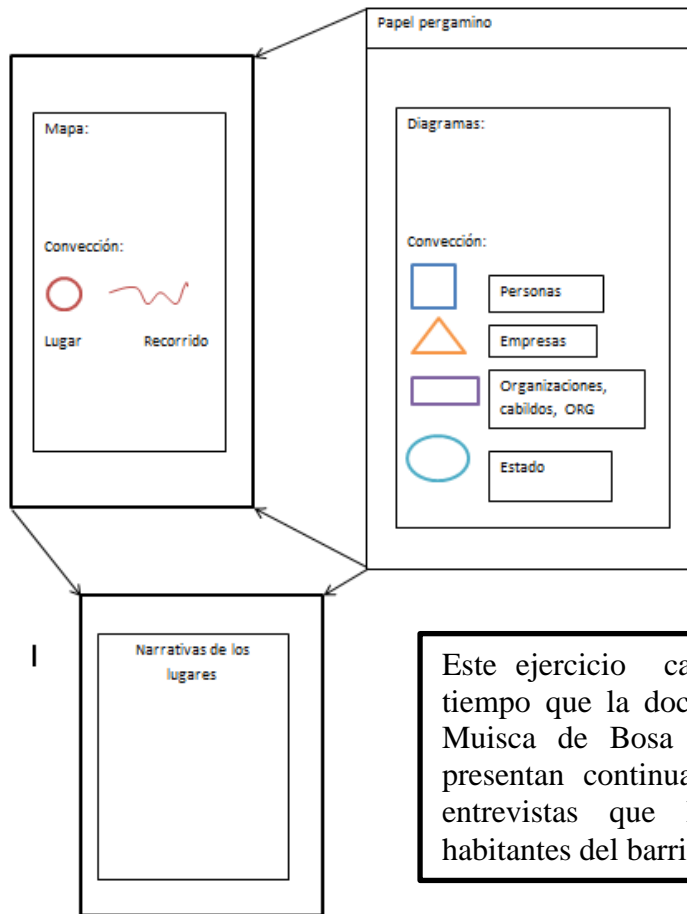 Papel pergamino
Mapa:
Convección:
Lugar Recorrido
Diagramas:
Convección:
Personas
Empresas
Organizaciones,
cabildos, ORG
Estado
Narrativas de los
lugares
l
Este ejercicio ca
tiempo que la doc
Muisca de Bosa
presentan continua
entrevistas que
habitantes del barri